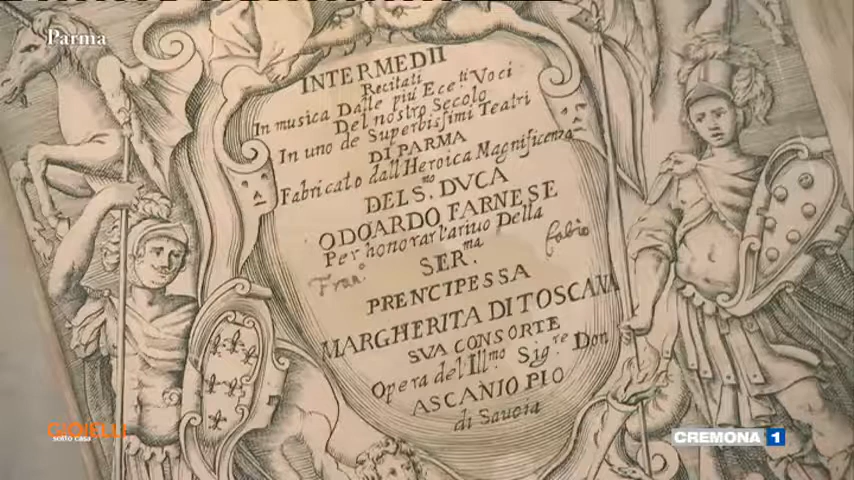 Parma
INTERMEDII
Recitati
In musica Dalle più Ece.ti Voci
Del nostro Secolo
In uno de Superbissimi Teatri
DI PARMA
Fabricato dall'Heroica Magnificenza
DEL S.mo DVCA
ODOARDO FARNESE
Per honorar l'arivo Della
Fran.o SER.ma Fabio
PRENCIPESSA
MARGHERITA DI TOSCANA
SVA CONSORTE
Opera del Ill.mo Sig.re Don
ASCANIO PIO
di Savoia
GIOIELLI
sotto casa
CREMONA 1